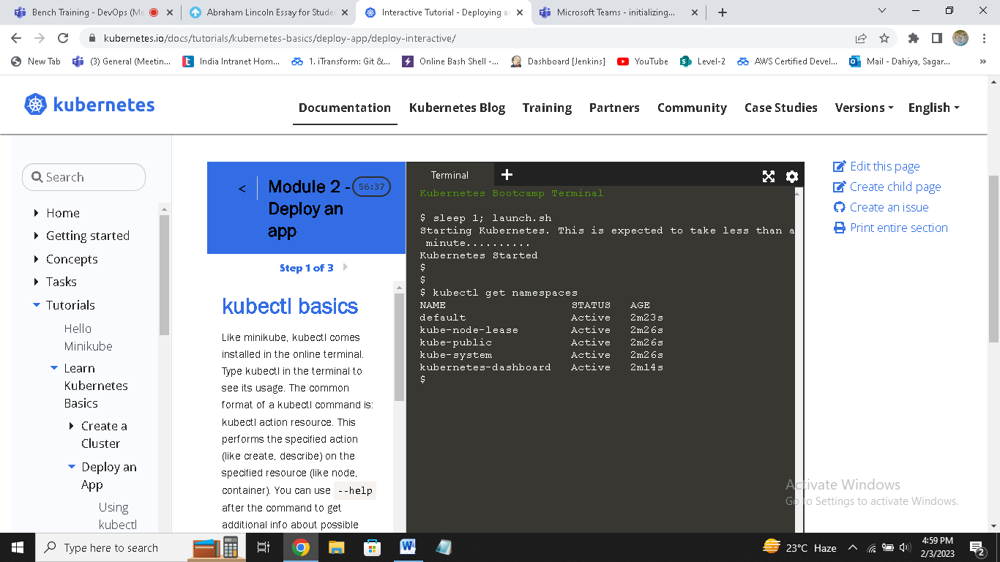 Bench Training - DevOps (Me
Abraham Lincoln Essay for Stude
Interactive Tutorial - Deploying a
Microsoft Teams - initializing...
kubernetes.io/docs/tutorials/kubernetes-basics/deploy-app/deploy-interactive/
New Tab
(3) General (Meetin...
India Intranet Hom...
1. iTransform: Git &...
Online Bash Shell -...
Dashboard [Jenkins]
YouTube
Level-2
AWS Certified Devel...
Mail - Dahiya, Sagar...
»
kubernetes
Documentation
Kubernetes Blog
Training
Partners
Community
Case Studies
Versions
English
Search
Home
Getting started
Concepts
Tasks
Tutorials
Hello
Minikube
Learn
Kubernetes
Basics
Create a
Cluster
Deploy an
App
Using
kubectl
<
Module 2 -
Deploy an
app
56:37
Step 1 of 3
kubectl basics
Like minikube, kubectl comes
installed in the online terminal.
Type kubectl in the terminal to
see its usage. The common
format of a kubectl command is:
kubectl action resource. This
performs the specified action
(like create, describe) on the
specified resource (like node,
container). You can use --help
after the command to get
additional info about possible
Terminal
Kubernetes Bootcamp Terminal
$ sleep 1; launch.sh
Starting Kubernetes. This is expected to take less than a
minute..........
Kubernetes Started
$
$
$ kubectl get namespaces
NAME STATUS AGE
default Active 2m23s
kube-node-lease Active 2m26s
kube-public Active 2m26s
kube-system Active 2m26s
kubernetes-dashboard Active 2m14s
$
Edit this page
Create child page
Create an issue
Print entire section
Activate Windows
Go to Settings to activate Windows.
Type here to search
23°C Haze
4:59 PM
2/3/2023
2